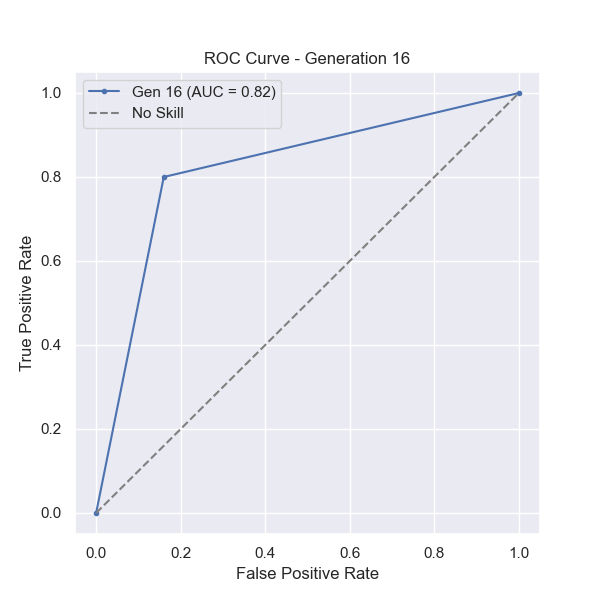 ROC Curve - Generation 16
Gen 16 (AUC = 0.82)
No Skill
1.0
0.8
0.6
0.4
0.2
0.0
True Positive Rate
0.0 0.2 0.4 0.6 0.8 1.0
False Positive Rate